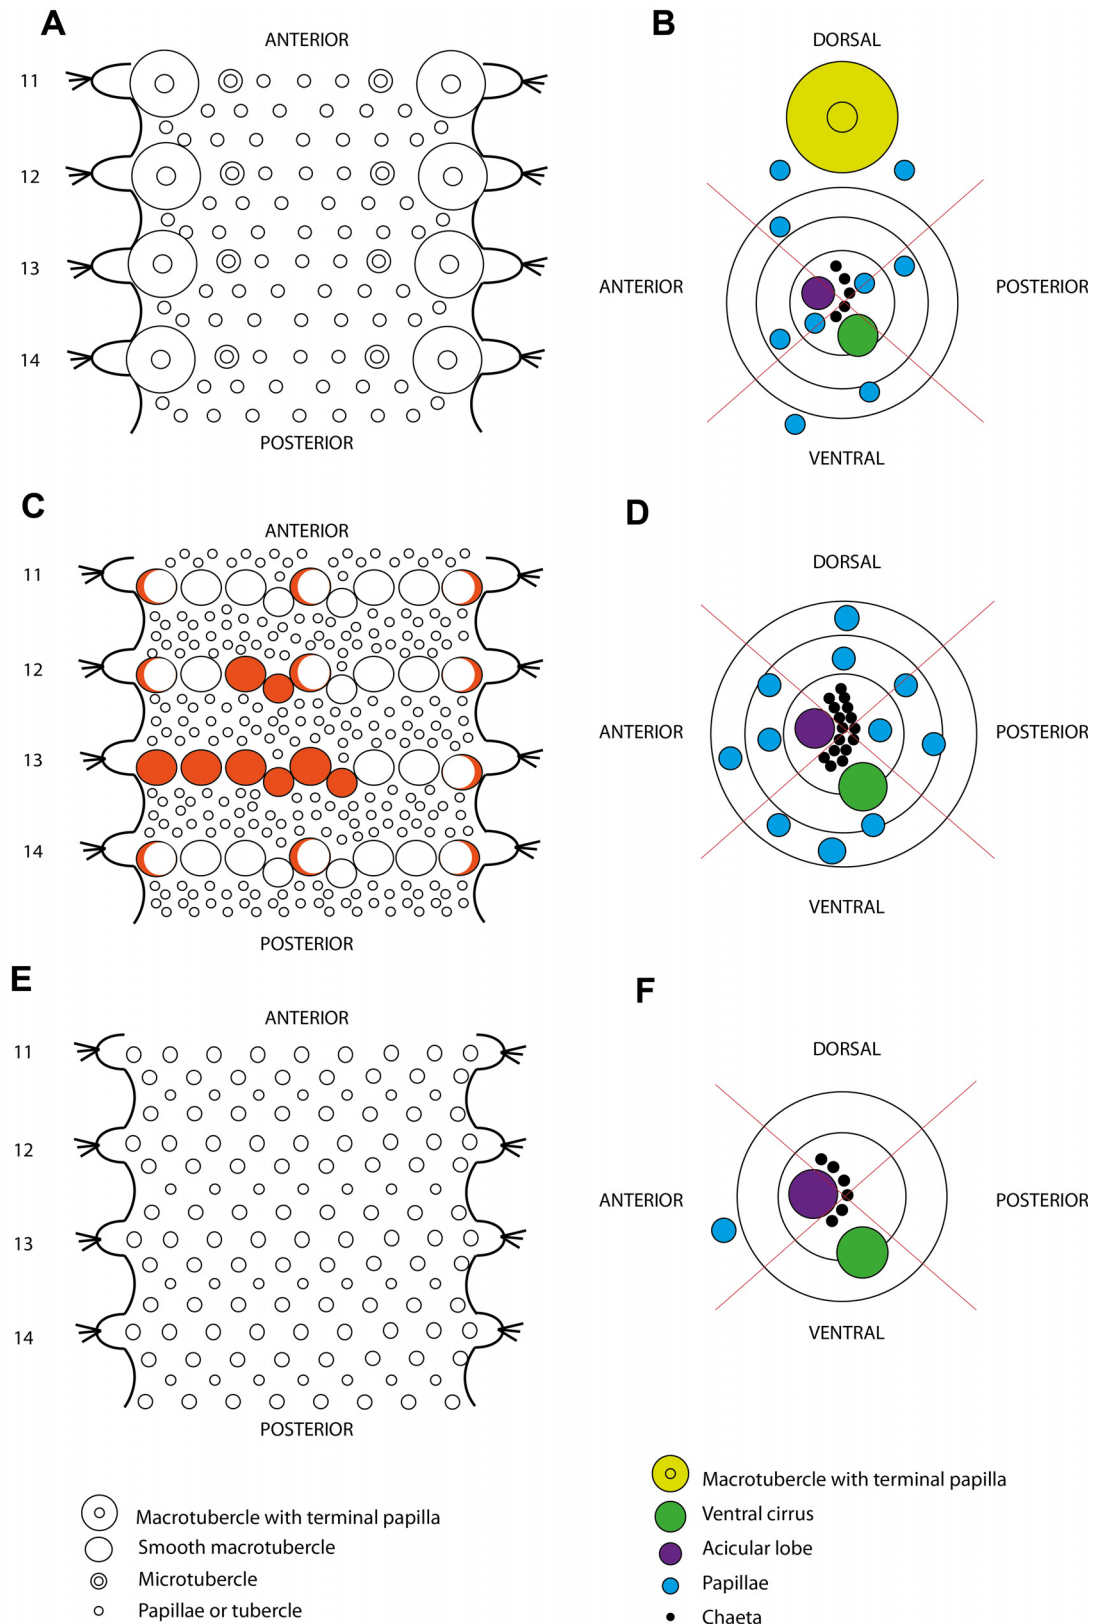 A
ANTERIOR
11
12
13
14
POSTERIOR
B
DORSAL
ANTERIOR
POSTERIOR
VENTRAL
C
ANTERIOR
11
12
13
14
POSTERIOR
D
DORSAL
ANTERIOR
POSTERIOR
VENTRAL
E
ANTERIOR
11
12
13
14
POSTERIOR
F
DORSAL
ANTERIOR
POSTERIOR
VENTRAL
Macrotubercle with terminal papilla
Smooth macrotubercle
Microtubercle
Papillae or tubercle
Macrotubercle with terminal papilla
Ventral cirrus
Acicular lobe
Papillae
Chaeta